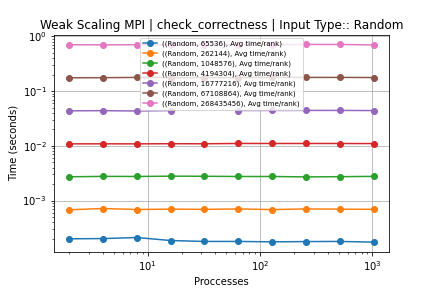 Weak Scaling MPI | check_correctness | Input Type:: Random
((Random, 65536), Avg time/rank)
((Random, 262144), Avg time/rank)
((Random, 1048576), Avg time/rank)
((Random, 4194304), Avg time/rank)
((Random, 16777216), Avg time/rank)
((Random, 67108864), Avg time/rank)
((Random, 268435456), Avg time/rank)
Time (seconds)
10⁰
10⁻¹
10⁻²
10⁻³
10¹
10²
10³
Proccesses